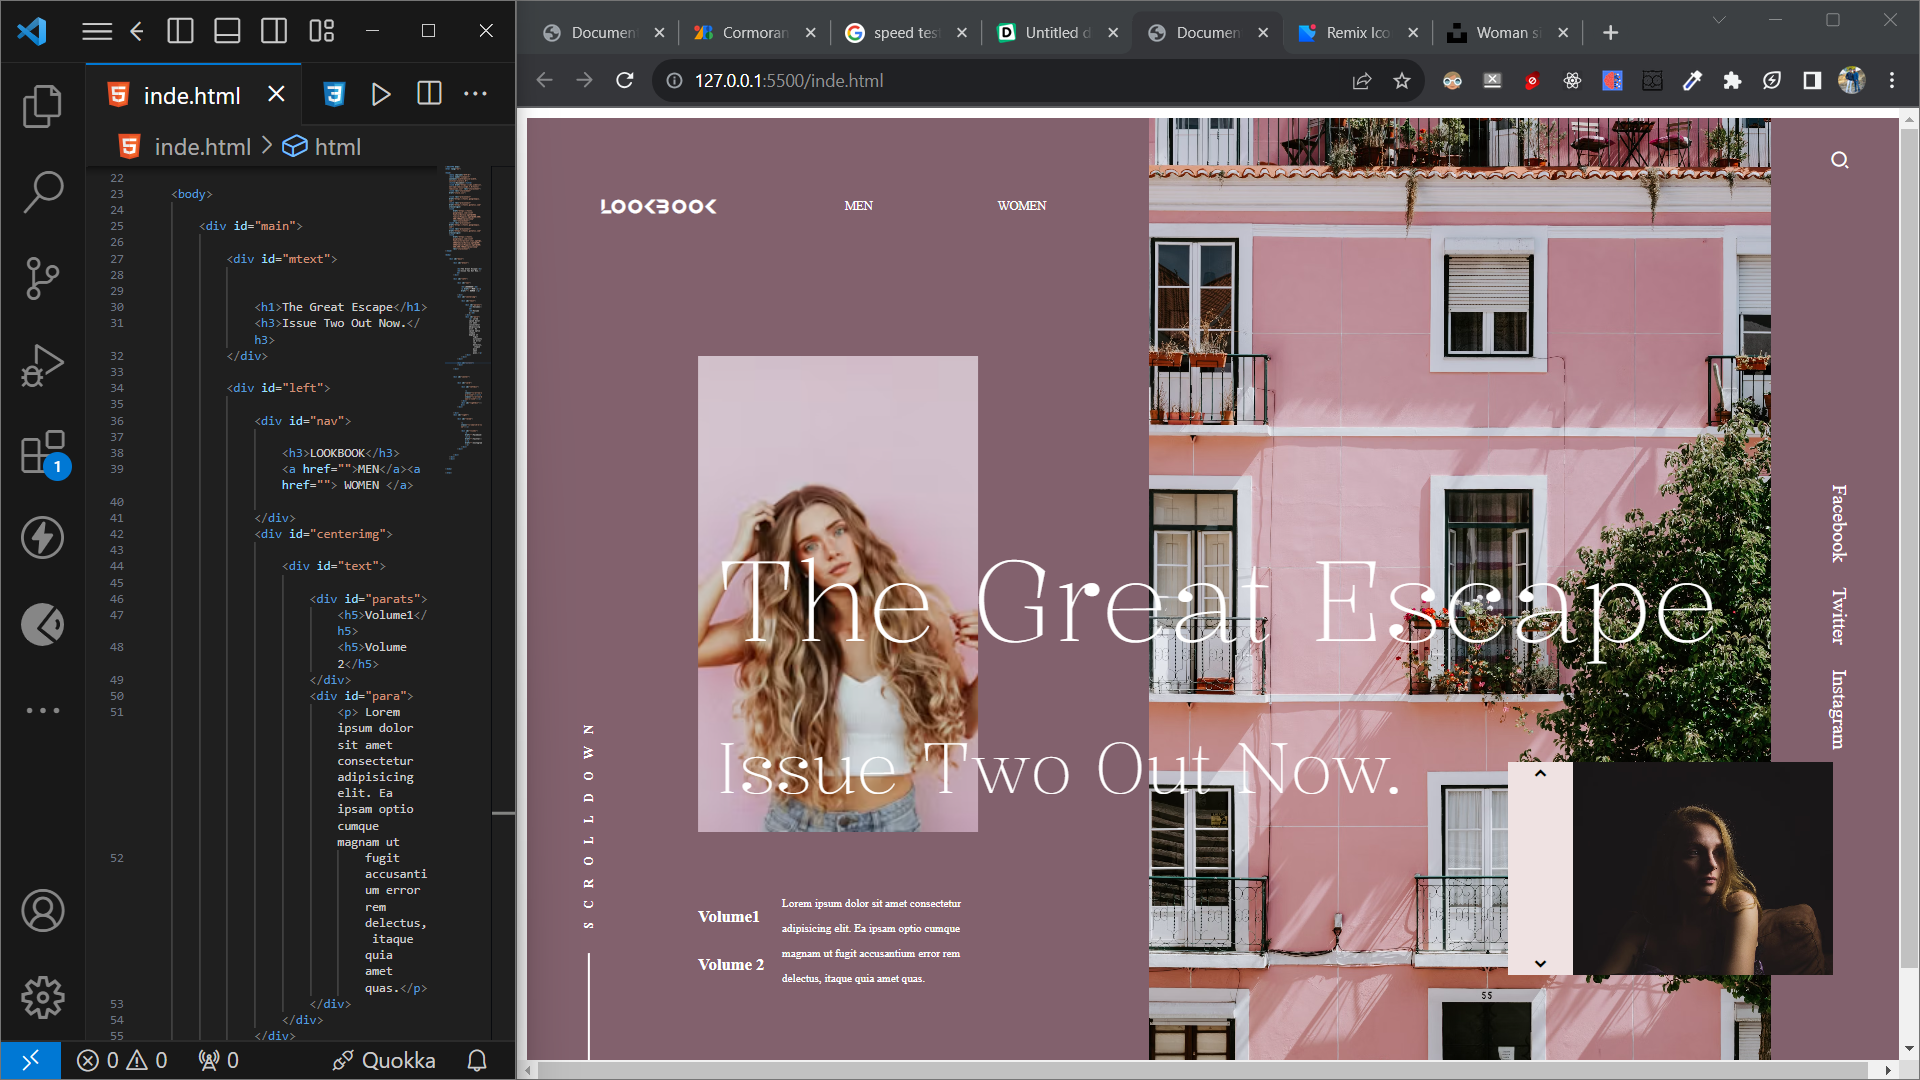 inde.html
inde.html > html
22
23 <body>
24
25 <div id="main">
26
27 <div id="mtext">
28
29
30 <h1>The Great Escape</h1>
31 <h3>Issue Two Out Now.</
h3>
32 </div>
33
34 <div id="left">
35
36 <div id="nav">
37
38 <h3>LOOKBOOK</h3>
39 <a href="">MEN</a><a
href=""> WOMEN </a>
40
41 </div>
42 <div id="centerimg">
43
44 <div id="text">
45
46 <div id="parats">
47 <h5>Volume1</
h5>
48 <h5>Volume
2</h5>
49 </div>
50 <div id="para">
51 <p> Lorem
ipsum dolor
sit amet
consectetur
adipisicing
elit. Ea
ipsam optio
cumque
magnam ut
52 fugit
accusanti
um error
rem
delectus,
itaque
quia
amet
quas.</p>
53 </div>
54 </div>
55 </div>
1
0 0 0 Quokka
Documen
Cormoran
speed tes
Untitled d
Documen
Remix Ico
Woman si
127.0.0.1:5500/inde.html
LOOKBOOK MEN WOMEN
The Great Escape
Issue Two Out Now.
SCROLLDOWN
Volume1
Volume 2
Lorem ipsum dolor sit amet consectetur
adipisicing elit. Ea ipsam optio cumque
magnam ut fugit accusantium error rem
delectus, itaque quia amet quas.
Facebook
Twitter
Instagram
55